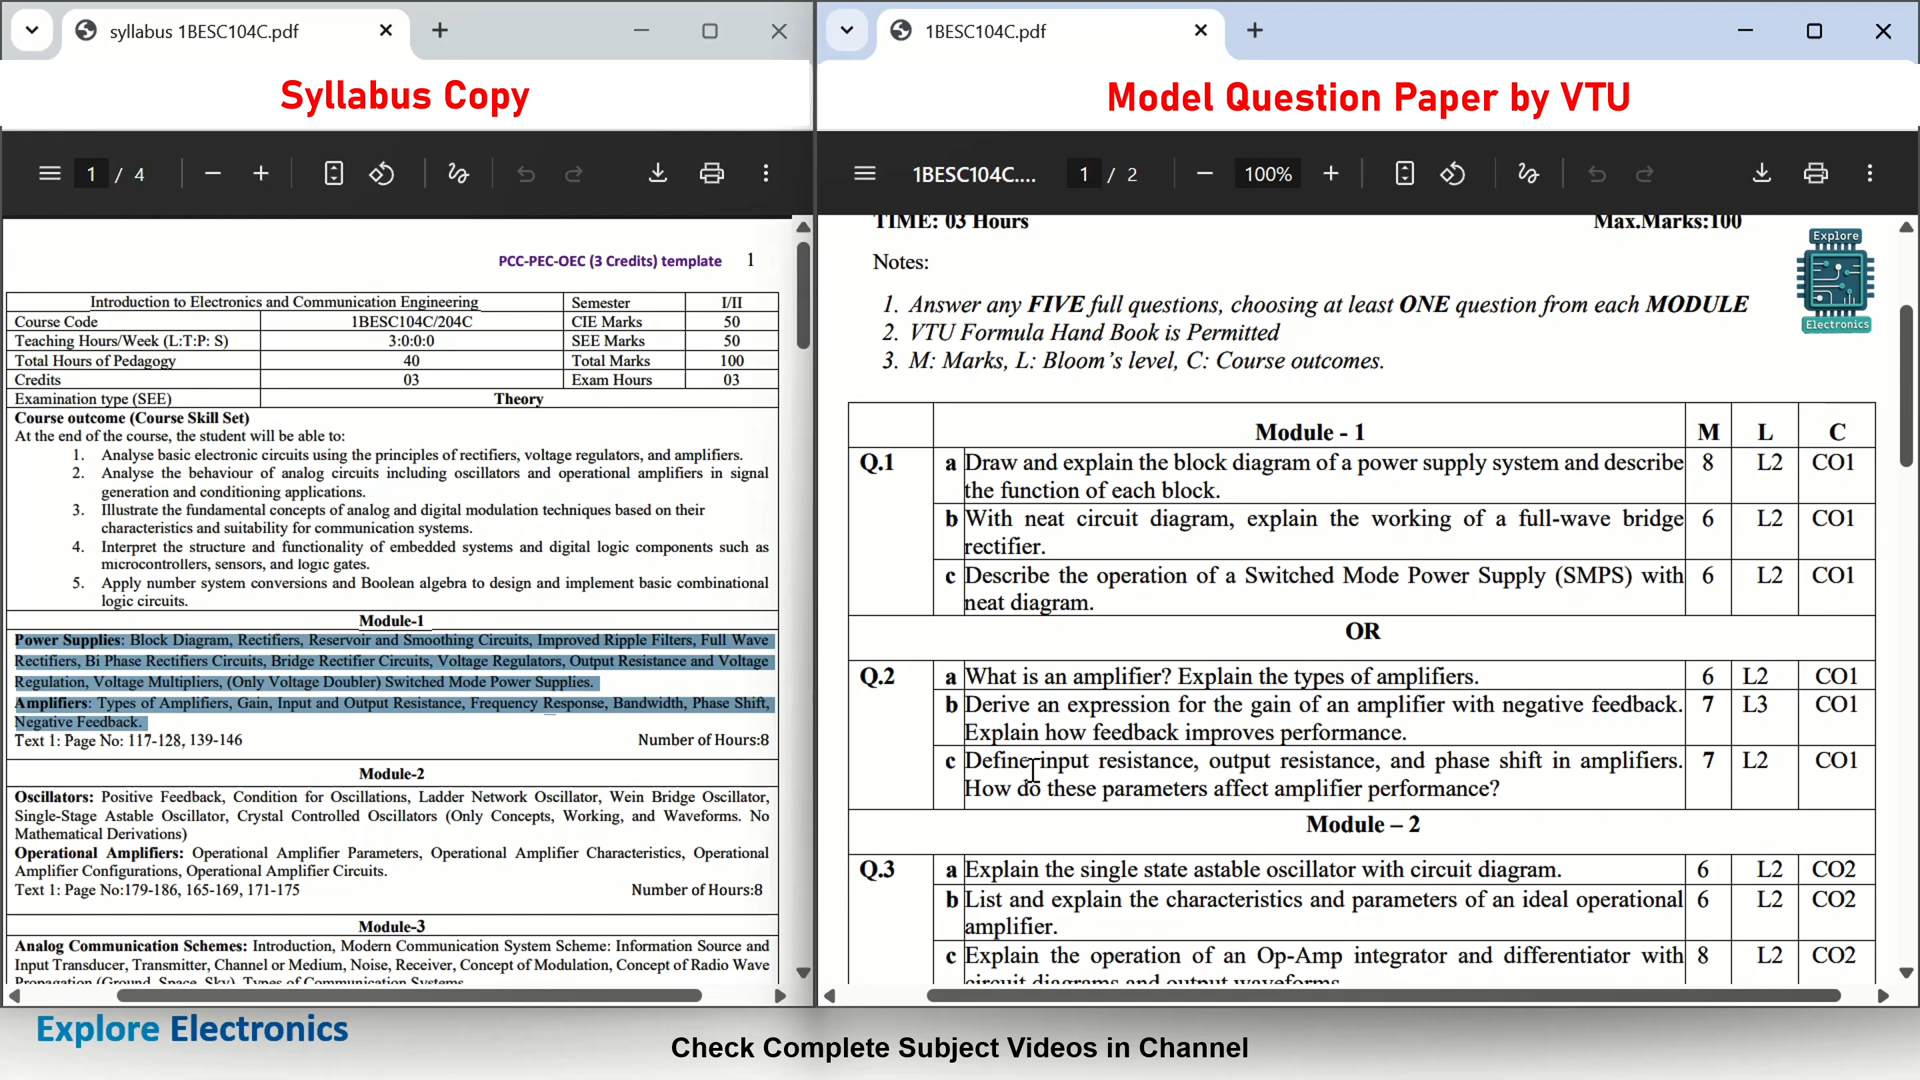 syllabus 1BESC104C.pdf
Syllabus Copy
1 / 4
PCC-PEC-OEC (3 Credits) template 1
Introduction to Electronics and Communication Engineering Semester I/II
Course Code 1BESC104C/204C CIE Marks 50
Teaching Hours/Week (L:T:P: S) 3:0:0:0 SEE Marks 50
Total Hours of Pedagogy 40 Total Marks 100
Credits 03 Exam Hours 03
Examination type (SEE) Theory
Course outcome (Course Skill Set)
At the end of the course, the student will be able to:
1. Analyse basic electronic circuits using the principles of rectifiers, voltage regulators, and amplifiers.
2. Analyse the behaviour of analog circuits including oscillators and operational amplifiers in signal
generation and conditioning applications.
3. Illustrate the fundamental concepts of analog and digital modulation techniques based on their
characteristics and suitability for communication systems.
4. Interpret the structure and functionality of embedded systems and digital logic components such as
microcontrollers, sensors, and logic gates.
5. Apply number system conversions and Boolean algebra to design and implement basic combinational
logic circuits.
Module-1
Power Supplies: Block Diagram, Rectifiers, Reservoir and Smoothing Circuits, Improved Ripple Filters, Full Wave
Rectifiers, Bi Phase Rectifiers Circuits, Bridge Rectifier Circuits, Voltage Regulators, Output Resistance and Voltage
Regulation, Voltage Multipliers, (Only Voltage Doubler) Switched Mode Power Supplies.
Amplifiers: Types of Amplifiers, Gain, Input and Output Resistance, Frequency Response, Bandwidth, Phase Shift,
Negative Feedback.
Text 1: Page No: 117-128, 139-146 Number of Hours:8
Module-2
Oscillators: Positive Feedback, Condition for Oscillations, Ladder Network Oscillator, Wein Bridge Oscillator,
Single-Stage Astable Oscillator, Crystal Controlled Oscillators (Only Concepts, Working, and Waveforms. No
Mathematical Derivations)
Operational Amplifiers: Operational Amplifier Parameters, Operational Amplifier Characteristics, Operational
Amplifier Configurations, Operational Amplifier Circuits.
Text 1: Page No:179-186, 165-169, 171-175 Number of Hours:8
Module-3
Analog Communication Schemes: Introduction, Modern Communication System Scheme: Information Source and
Input Transducer, Transmitter, Channel or Medium, Noise, Receiver, Concept of Modulation, Concept of Radio Wave
Propagation (Ground, Space, Sky), Types of Communication Systems.
1BESC104C.pdf
Model Question Paper by VTU
1BESC104C.... 1 / 2 100%
TIME: 03 Hours Max.Marks:100
Explore
Electronics
Notes:
1. Answer any FIVE full questions, choosing at least ONE question from each MODULE
2. VTU Formula Hand Book is Permitted
3. M: Marks, L: Bloom's level, C: Course outcomes.
Module - 1 M L C
Q.1 a Draw and explain the block diagram of a power supply system and describe 8 L2 CO1
the function of each block.
b With neat circuit diagram, explain the working of a full-wave bridge 6 L2 CO1
rectifier.
c Describe the operation of a Switched Mode Power Supply (SMPS) with 6 L2 CO1
neat diagram.
OR
Q.2 a What is an amplifier? Explain the types of amplifiers. 6 L2 CO1
b Derive an expression for the gain of an amplifier with negative feedback. 7 L3 CO1
Explain how feedback improves performance.
c Define input resistance, output resistance, and phase shift in amplifiers. 7 L2 CO1
How do these parameters affect amplifier performance?
Module – 2
Q.3 a Explain the single state astable oscillator with circuit diagram. 6 L2 CO2
b List and explain the characteristics and parameters of an ideal operational 6 L2 CO2
amplifier.
c Explain the operation of an Op-Amp integrator and differentiator with 8 L2 CO2
circuit diagrams and output waveforms.
Explore Electronics
Check Complete Subject Videos in Channel